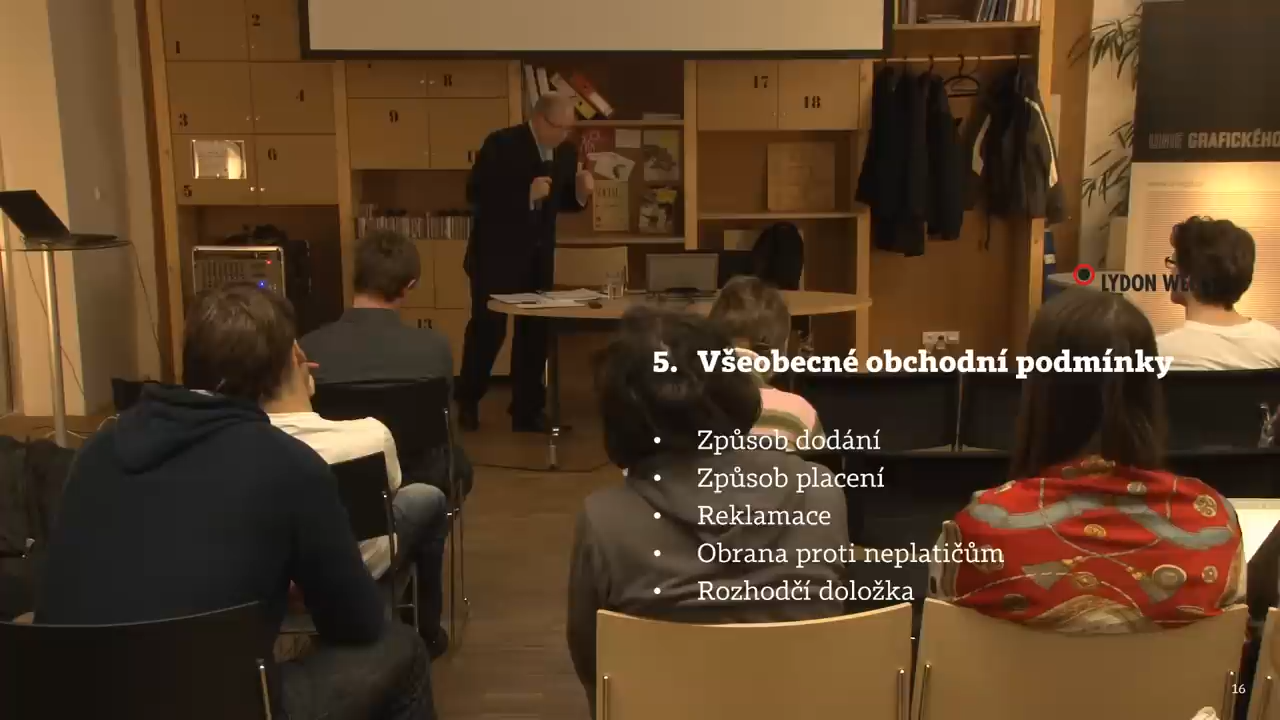 2
1
8
17
18
4
9
3
6
5
UNIE GRAFICKÉHO
LYDON
13
5. Všeobecné obchodní podmínky
• Způsob dodání
• Způsob placení
• Reklamace
• Obrana proti neplatičům
• Rozhodčí doložka
16